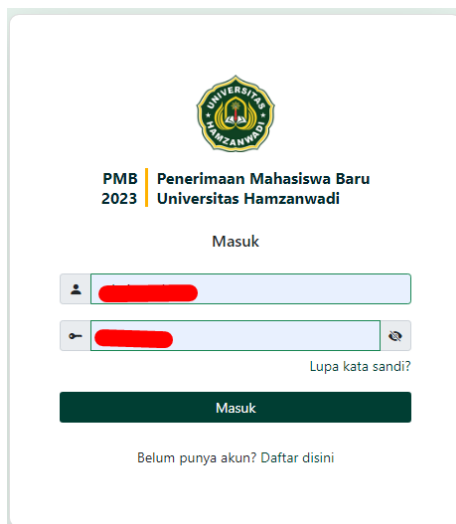 UNIVERSITAS
HAMZANWADI
PMB
2023
Penerimaan Mahasiswa Baru
Universitas Hamzanwadi
Masuk
Lupa kata sandi?
Masuk
Belum punya akun? Daftar disini